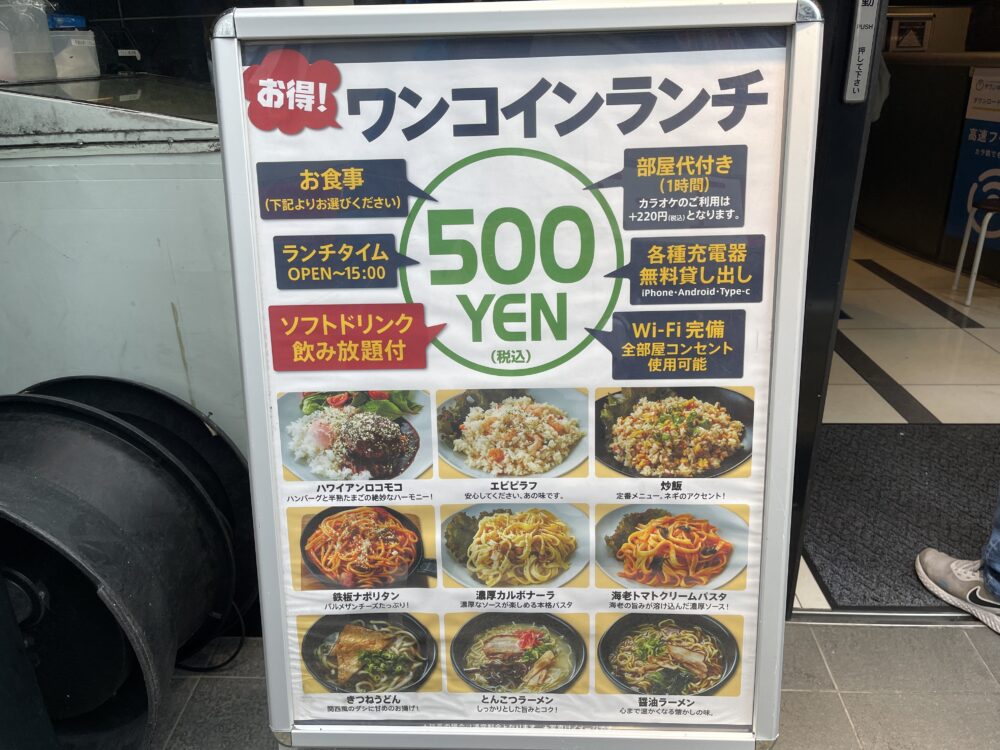 お得!
ワンコインランチ
お食事
(下記よりお選びください)
ランチタイム
OPEN~15:00
ソフトドリンク
飲み放題付
500
YEN
(税込)
部屋代付き
(1時間)
カラオケのご利用は
+220円(税込)となります。
各種充電器
無料貸し出し
iPhone・Android・Type-c
Wi-Fi 完備
全部屋コンセント
使用可能
ハワイアンロコモコ
ハンバーグと半熟たまごの絶妙なハーモニー!
エビピラフ
安心してください、あの味です。
炒飯
定番メニュー。ネギのアクセント!
鉄板ナポリタン
パルメザンチーズたっぷり!
濃厚カルボナーラ
濃厚なソースが楽しめる本格パスタ
海老トマトクリームパスタ
海老の旨みが溶け込んだ濃厚ソース!
きつねうどん
関西風のダシに甘めのお揚げ!
とんこつラーメン
しっかりとした旨みとコク!
醤油ラーメン
心まで温かくなる懐かしの味。
動
PUSH
押して下さい
高速フ